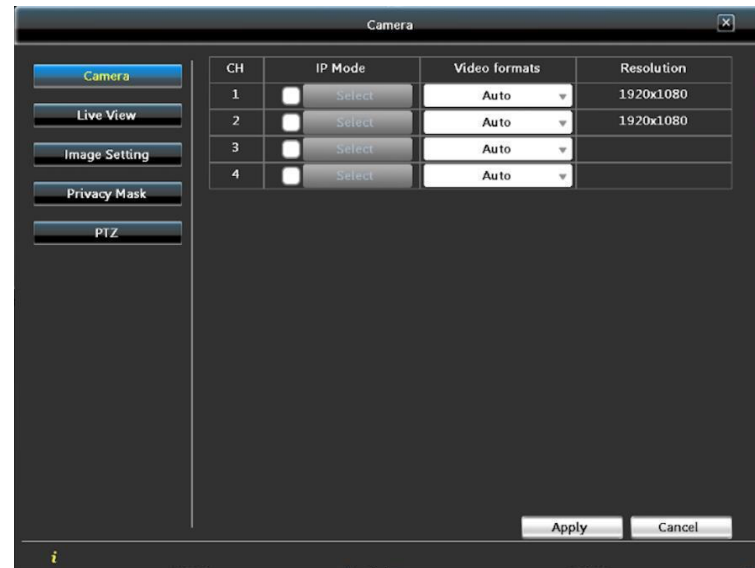 Camera
Camera
Live View
Image Setting
Privacy Mask
PTZ
CH IP Mode Video formats Resolution
1 Select Auto 1920x1080
2 Select Auto 1920x1080
3 Select Auto
4 Select Auto
Apply Cancel
i